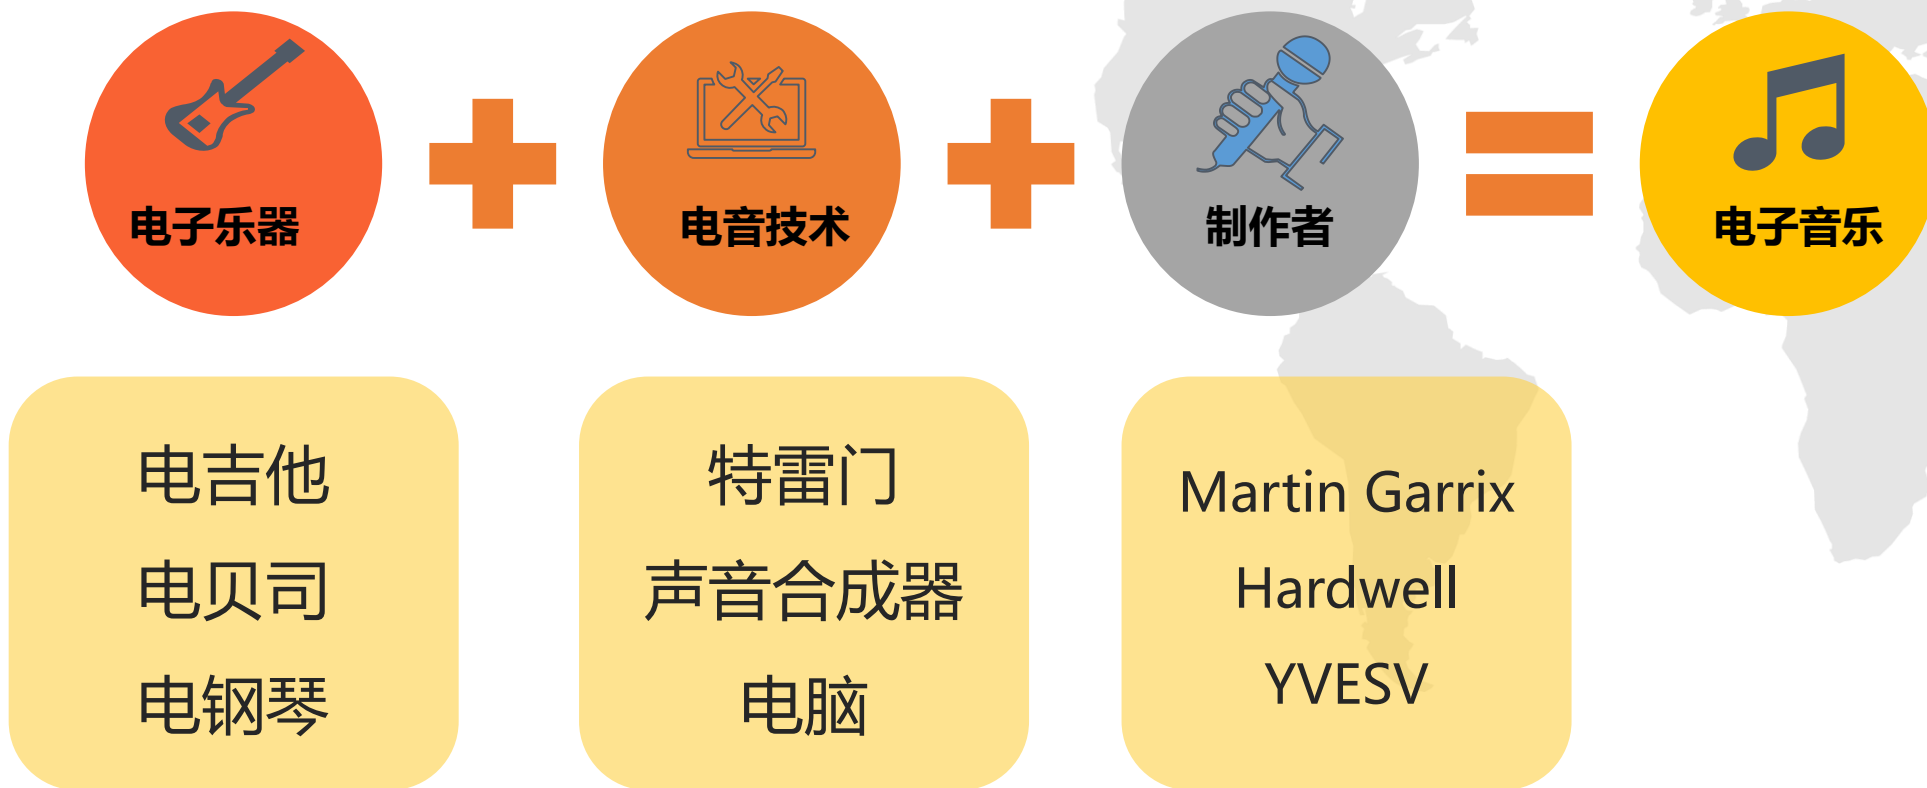 电子乐器
电音技术
制作者
电子音乐
电吉他
电贝司
电钢琴
特雷门
声音合成器
电脑
Martin Garrix
Hardwell
YVESV